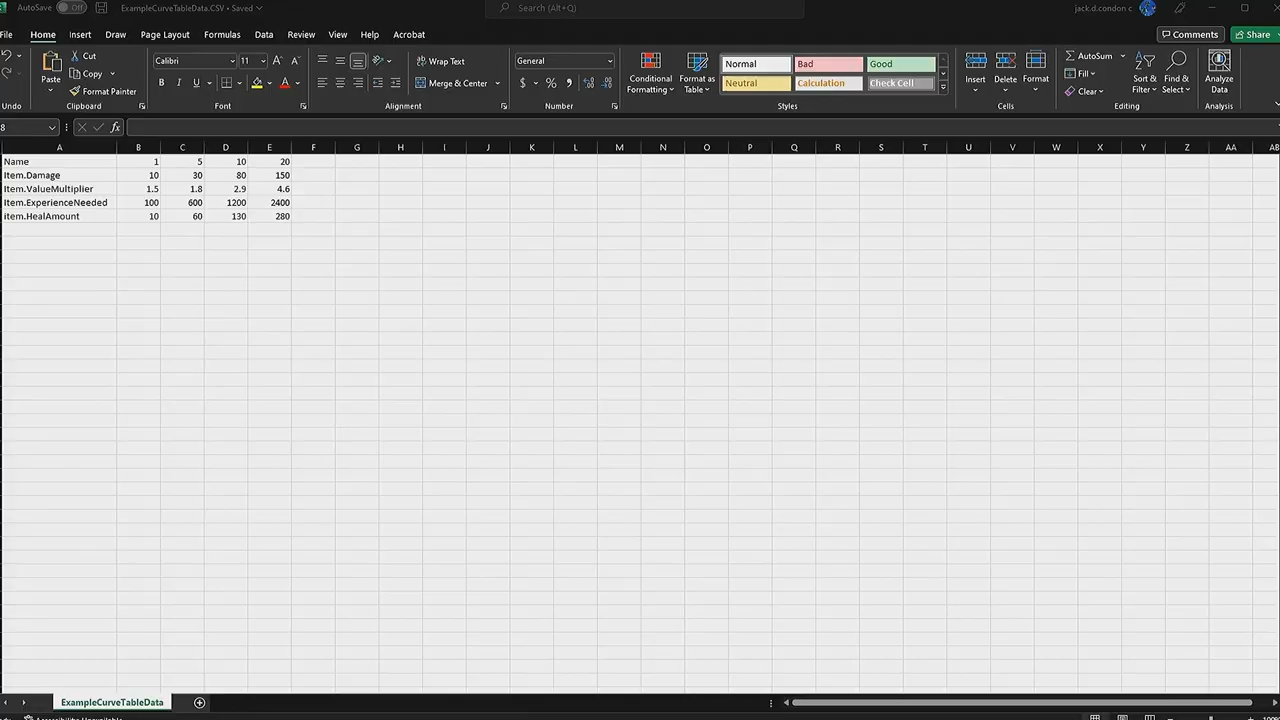 AutoSave Off ExampleCurveTableData.CSV • Saved Search (Alt+Q) jack.d.condon c
File Home Insert Draw Page Layout Formulas Data Review View Help Acrobat Comments Share
Paste Cut Copy Format Painter Calibri 11 A A Wrap Text General Conditional Formatting Format as Table Normal Bad Good Insert Delete Format AutoSum Sort & Filter Find & Select Analyze Data
B I U A Merge & Center $ % Neutral Calculation Check Cell Fill Clear
Undo Clipboard Font Alignment Number Styles Cells Editing Analysis
8 fx
A B C D E F G H I J K L M N O P Q R S T U V W X Y Z AA AB
Name 1 5 10 20
Item.Damage 10 30 80 150
Item.ValueMultiplier 1.5 1.8 2.9 4.6
Item.ExperienceNeeded 100 600 1200 2400
item.HealAmount 10 60 130 280
ExampleCurveTableData